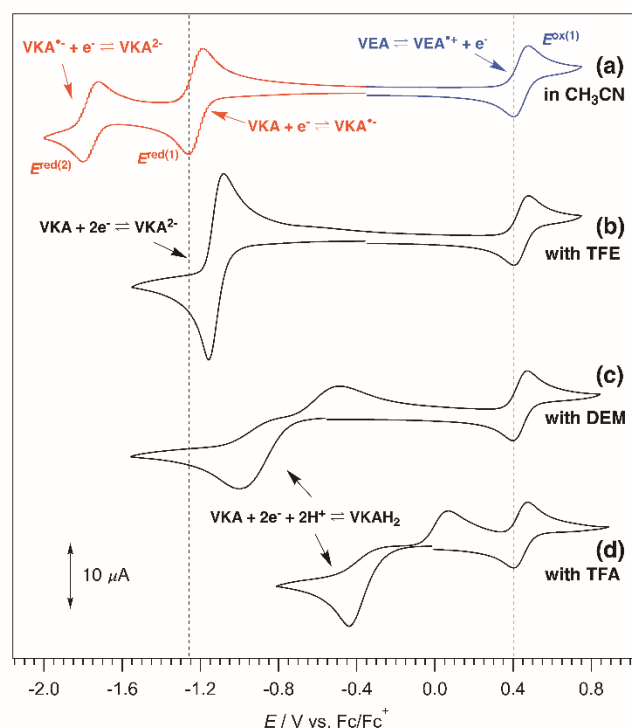 VKA•- + e- ⇌ VKA2-
VEA ⇌ VEA•+ + e-
Eox(1)
(a)
in CH3CN
Ered(2)
Ered(1)
VKA + e- ⇌ VKA•-
VKA + 2e- ⇌ VKA2-
(b)
with TFE
(c)
with DEM
VKA + 2e- + 2H+ ⇌ VKAH2
(d)
with TFA
10 μA
-2.0 -1.6 -1.2 -0.8 -0.4 0.0 0.4 0.8
E / V vs. Fc/Fc+